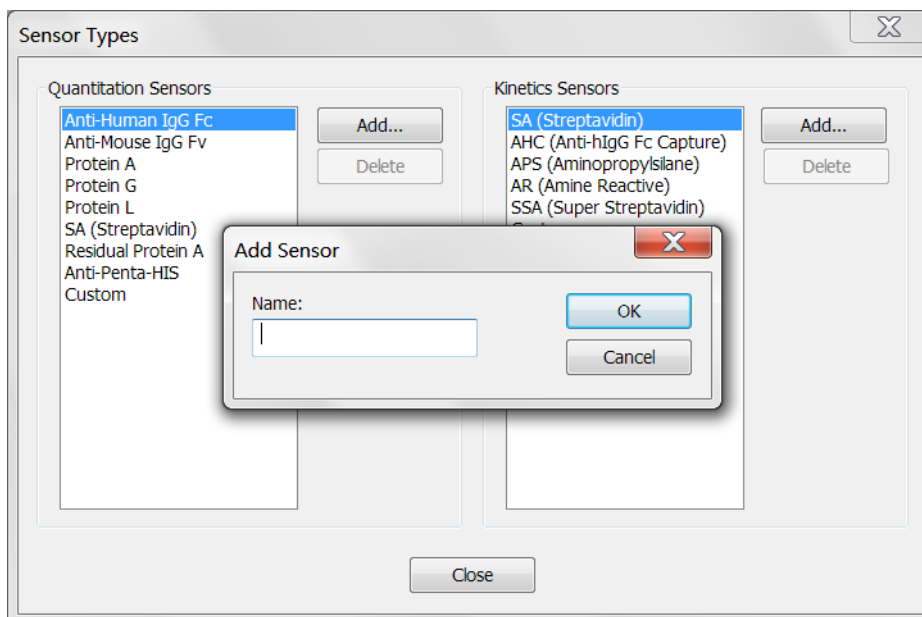 Sensor Types
Quantitation Sensors
Anti-Human IgG Fc
Anti-Mouse IgG Fv
Protein A
Protein G
Protein L
SA (Streptavidin)
Residual Protein A
Anti-Penta-HIS
Custom
Add...
Delete
Kinetics Sensors
SA (Streptavidin)
AHC (Anti-hIgG Fc Capture)
APS (Aminopropylsilane)
AR (Amine Reactive)
SSA (Super Streptavidin)
Add...
Delete
Add Sensor
Name:
OK
Cancel
Close